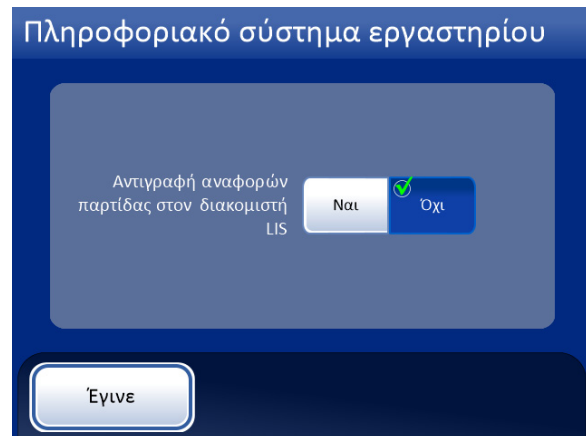 Πληροφοριακό σύστημα εργαστηρίου
Αντιγραφή αναφορών
παρτίδας στον διακομιστή
LIS
Ναι
Όχι
Έγινε